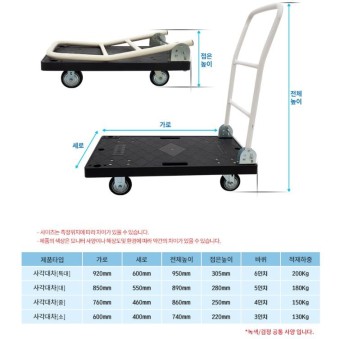 접은
높이
전체
높이
가로
세로
- 사이즈는 측정위치에따라 차이가 있을 수 있습니다.
- 제품의 색상은 모니터 사양이나 해상도및 환경에 따라 약간의 차이가 있을 수 있습니다.
제품타입 가로 세로 전체높이 접은높이 바퀴 적재하중
사각대차[특대] 920mm 600mm 950mm 305mm 6인치 200Kg
사각대차[대] 850mm 550mm 890mm 280mm 5인치 180Kg
사각대차[중] 760mm 460mm 860mm 250mm 4인치 150Kg
사각대차[소] 600mm 400mm 740mm 220mm 3인치 130Kg
*녹색/검정 공통 사양 입니다.